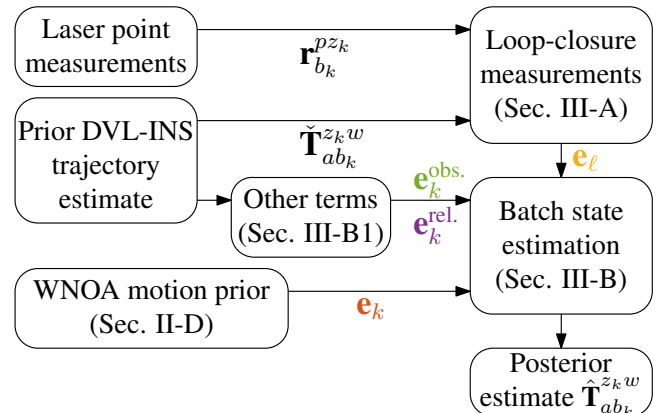 Laser point
measurements
r_{b_k}^{pz_k}
Loop-closure
measurements
(Sec. III-A)
Prior DVL-INS
trajectory
estimate
Ť_{ab_k}^{z_k w}
e_ℓ
Other terms
(Sec. III-B1)
e_k^{obs.}
e_k^{rel.}
Batch state
estimation
(Sec. III-B)
WNOA motion prior
(Sec. II-D)
e_k
Posterior
estimate T̂_{ab_k}^{z_k w}